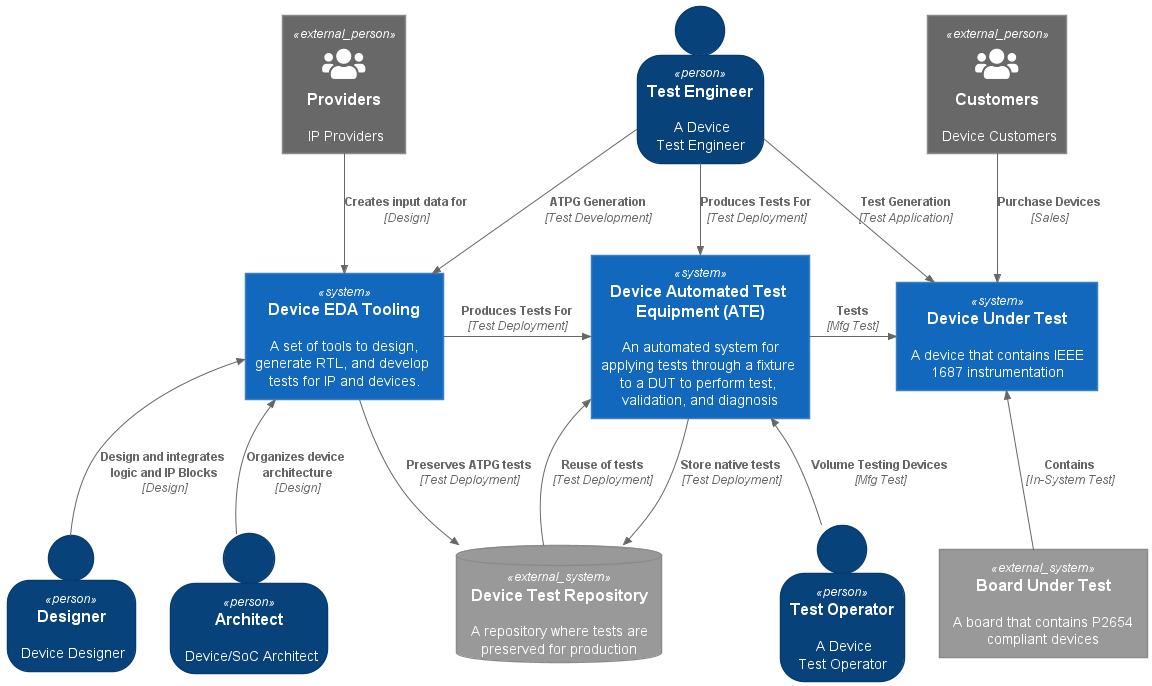 «external_person»
Providers
IP Providers
«person»
Test Engineer
A Device
Test Engineer
«external_person»
Customers
Device Customers
Creates input data for
[Design]
ATPG Generation
[Test Development]
Produces Tests For
[Test Deployment]
Test Generation
[Test Application]
Purchase Devices
[Sales]
«system»
Device EDA Tooling
A set of tools to design,
generate RTL, and develop
tests for IP and devices.
Produces Tests For
[Test Deployment]
«system»
Device Automated Test
Equipment (ATE)
An automated system for
applying tests through a fixture
to a DUT to perform test,
validation, and diagnosis
Tests
[Mfg Test]
«system»
Device Under Test
A device that contains IEEE
1687 instrumentation
Design and integrates
logic and IP Blocks
[Design]
Organizes device
architecture
[Design]
Preserves ATPG tests
[Test Deployment]
Reuse of tests
[Test Deployment]
Store native tests
[Test Deployment]
Volume Testing Devices
[Mfg Test]
Contains
[In-System Test]
«person»
Designer
Device Designer
«person»
Architect
Device/SoC Architect
«external_system»
Device Test Repository
A repository where tests are
preserved for production
«person»
Test Operator
A Device
Test Operator
«external_system»
Board Under Test
A board that contains P2654
compliant devices